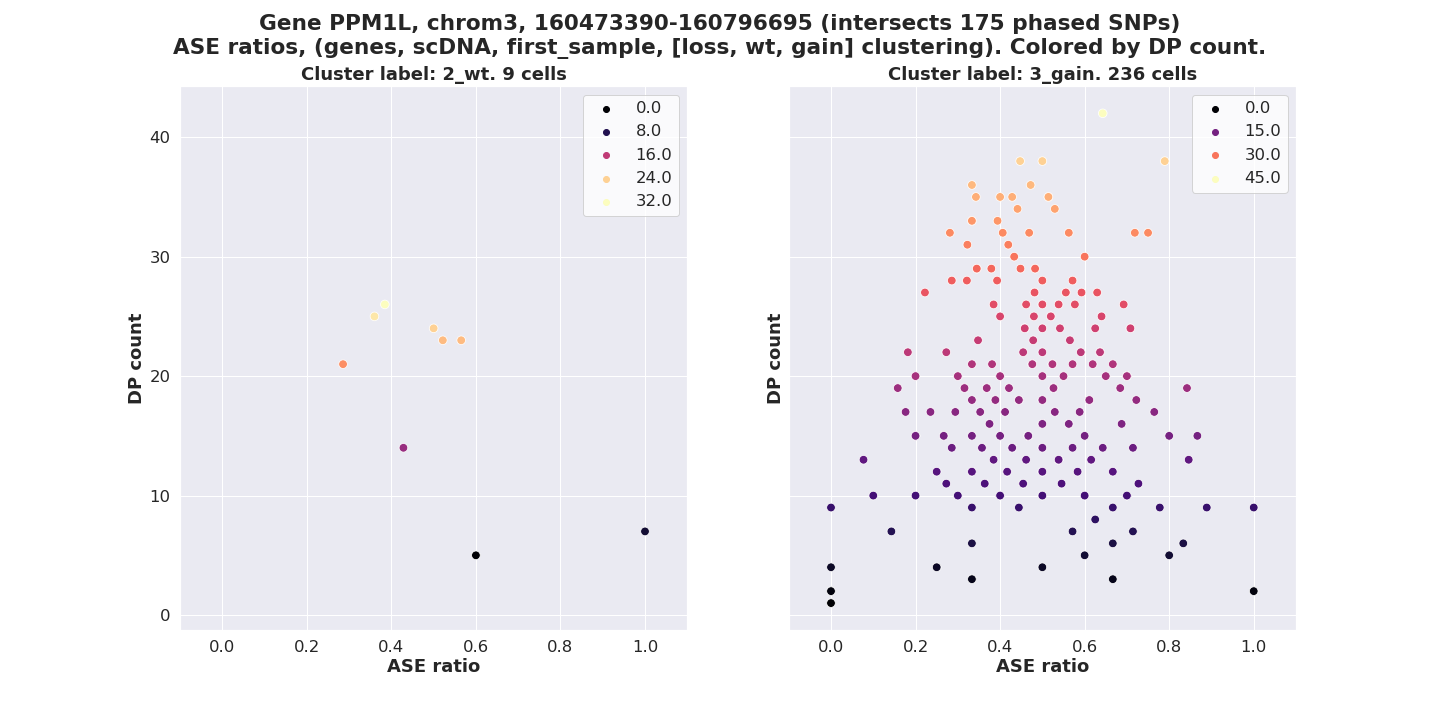 Gene PPM1L, chrom3, 160473390-160796695 (intersects 175 phased SNPs)
ASE ratios, (genes, scDNA, first_sample, [loss, wt, gain] clustering). Colored by DP count.
Cluster label: 2_wt. 9 cells
0.0
8.0
16.0
24.0
32.0
40
30
20
10
0
DP count
0.0 0.2 0.4 0.6 0.8 1.0
ASE ratio
Cluster label: 3_gain. 236 cells
0.0
15.0
30.0
45.0
DP count
0.0 0.2 0.4 0.6 0.8 1.0
ASE ratio